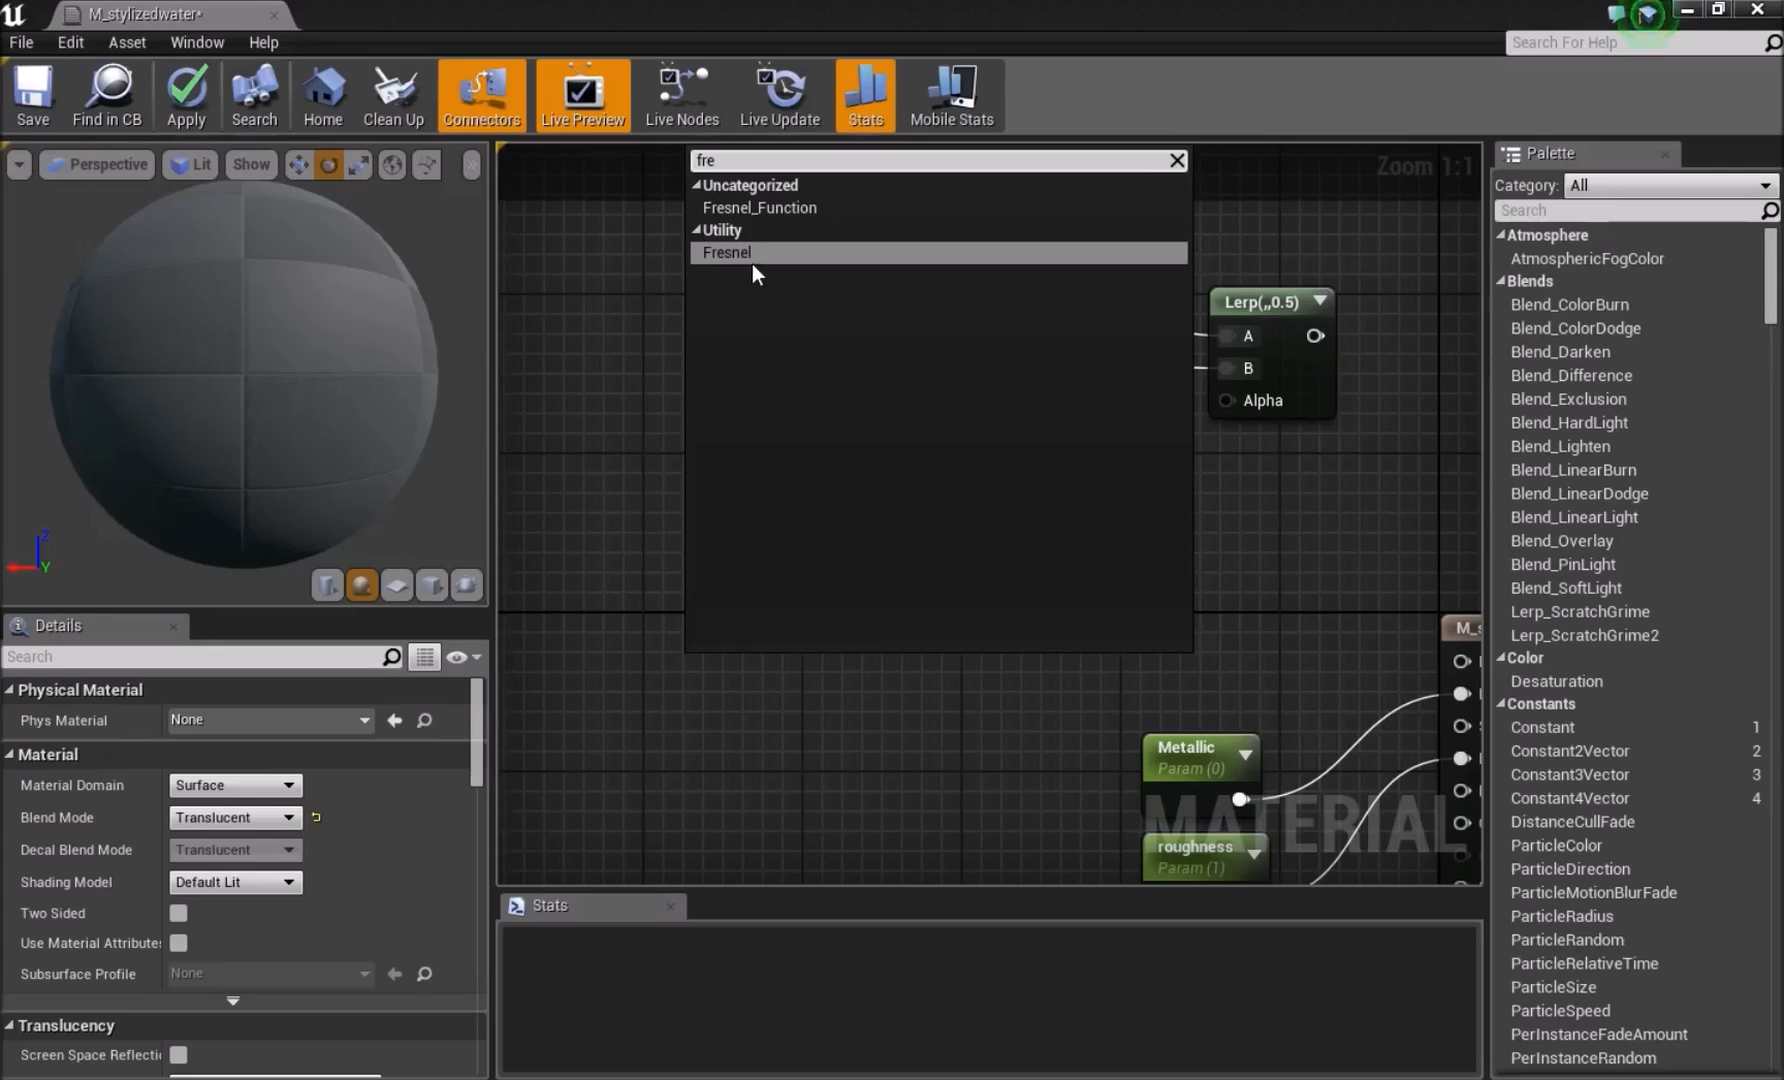 M_stylizedwater*
File Edit Asset Window Help
Search For Help
Save Find in CB Apply Search Home Clean Up Connectors Live Preview Live Nodes Live Update Stats Mobile Stats
Perspective Lit Show
fre
Uncategorized
Fresnel_Function
Utility
Fresnel
Zoom 1:1
Lerp(,,0.5)
A
B
Alpha
Z
Y
Metallic
Param (0)
MATERIAL
roughness
Param (1)
M_s
Stats
Details
Search
Physical Material
Phys Material None
Material
Material Domain Surface
Blend Mode Translucent
Decal Blend Mode Translucent
Shading Model Default Lit
Two Sided
Use Material Attributes
Subsurface Profile None
Translucency
Screen Space Reflecti
Palette
Category: All
Search
Atmosphere
AtmosphericFogColor
Blends
Blend_ColorBurn
Blend_ColorDodge
Blend_Darken
Blend_Difference
Blend_Exclusion
Blend_HardLight
Blend_Lighten
Blend_LinearBurn
Blend_LinearDodge
Blend_LinearLight
Blend_Overlay
Blend_PinLight
Blend_SoftLight
Lerp_ScratchGrime
Lerp_ScratchGrime2
Color
Desaturation
Constants
Constant 1
Constant2Vector 2
Constant3Vector 3
Constant4Vector 4
DistanceCullFade
ParticleColor
ParticleDirection
ParticleMotionBlurFade
ParticleRadius
ParticleRandom
ParticleRelativeTime
ParticleSize
ParticleSpeed
PerInstanceFadeAmount
PerInstanceRandom